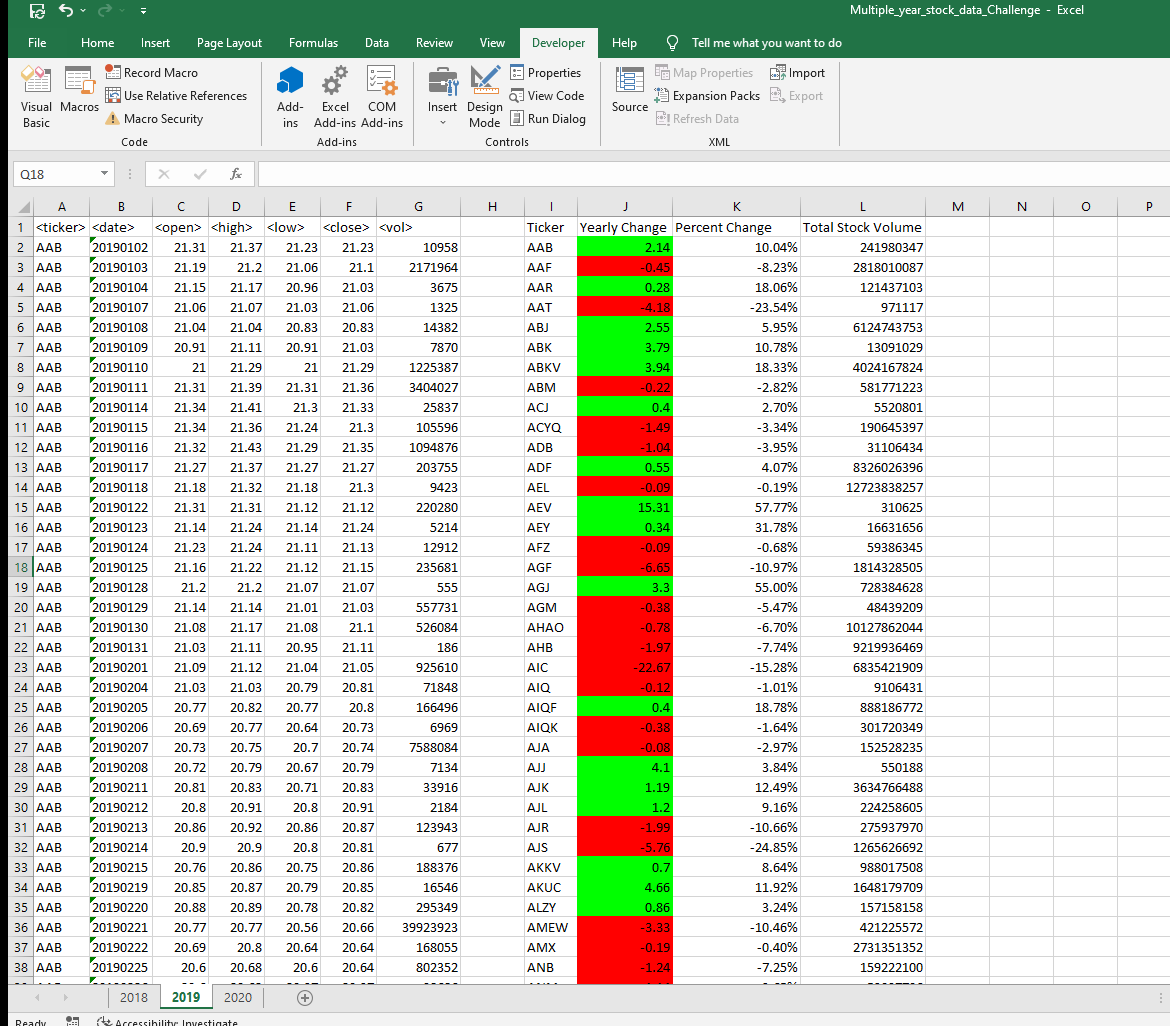 Multiple_year_stock_data_Challenge - Excel
File Home Insert Page Layout Formulas Data Review View Developer Help Tell me what you want to do
Visual Basic
Macros
Record Macro
Use Relative References
Macro Security
Code
Add-ins
Excel Add-ins
COM Add-ins
Add-ins
Insert
Design Mode
Properties
View Code
Run Dialog
Controls
Source
Map Properties
Expansion Packs
Refresh Data
Import
Export
XML
Q18 fx
A B C D E F G H I J K L M N O P
1 <ticker> <date> <open> <high> <low> <close> <vol> Ticker Yearly Change Percent Change Total Stock Volume
2 AAB 20190102 21.31 21.37 21.23 21.23 10958 AAB 2.14 10.04% 241980347
3 AAB 20190103 21.19 21.2 21.06 21.1 2171964 AAF -0.45 -8.23% 2818010087
4 AAB 20190104 21.15 21.17 20.96 21.03 3675 AAR 0.28 18.06% 121437103
5 AAB 20190107 21.06 21.07 21.03 21.06 1325 AAT -4.18 -23.54% 971117
6 AAB 20190108 21.04 21.04 20.83 20.83 14382 ABJ 2.55 5.95% 6124743753
7 AAB 20190109 20.91 21.11 20.91 21.03 7870 ABK 3.79 10.78% 13091029
8 AAB 20190110 21 21.29 21 21.29 1225387 ABKV 3.94 18.33% 4024167824
9 AAB 20190111 21.31 21.39 21.31 21.36 3404027 ABM -0.22 -2.82% 581771223
10 AAB 20190114 21.34 21.41 21.3 21.33 25837 ACJ 0.4 2.70% 5520801
11 AAB 20190115 21.34 21.36 21.24 21.3 105596 ACYQ -1.49 -3.34% 190645397
12 AAB 20190116 21.32 21.43 21.29 21.35 1094876 ADB -1.04 -3.95% 31106434
13 AAB 20190117 21.27 21.37 21.27 21.27 203755 ADF 0.55 4.07% 8326026396
14 AAB 20190118 21.18 21.32 21.18 21.3 9423 AEL -0.09 -0.19% 12723838257
15 AAB 20190122 21.31 21.31 21.12 21.12 220280 AEV 15.31 57.77% 310625
16 AAB 20190123 21.14 21.24 21.14 21.24 5214 AEY 0.34 31.78% 16631656
17 AAB 20190124 21.23 21.24 21.11 21.13 12912 AFZ -0.09 -0.68% 59386345
18 AAB 20190125 21.16 21.22 21.12 21.15 235681 AGF -6.65 -10.97% 1814328505
19 AAB 20190128 21.2 21.2 21.07 21.07 555 AGJ 3.3 55.00% 728384628
20 AAB 20190129 21.14 21.14 21.01 21.03 557731 AGM -0.38 -5.47% 48439209
21 AAB 20190130 21.08 21.17 21.08 21.1 526084 AHAO -0.78 -6.70% 10127862044
22 AAB 20190131 21.03 21.11 20.95 21.11 186 AHB -1.97 -7.74% 9219936469
23 AAB 20190201 21.09 21.12 21.04 21.05 925610 AIC -22.67 -15.28% 6835421909
24 AAB 20190204 21.03 21.03 20.79 20.81 71848 AIQ -0.12 -1.01% 9106431
25 AAB 20190205 20.77 20.82 20.77 20.8 166496 AIQF 0.4 18.78% 888186772
26 AAB 20190206 20.69 20.77 20.64 20.73 6969 AIQK -0.38 -1.64% 301720349
27 AAB 20190207 20.73 20.75 20.7 20.74 7588084 AJA -0.08 -2.97% 152528235
28 AAB 20190208 20.72 20.79 20.67 20.79 7134 AJJ 4.1 3.84% 550188
29 AAB 20190211 20.81 20.83 20.71 20.83 33916 AJK 1.19 12.49% 3634766488
30 AAB 20190212 20.8 20.91 20.8 20.91 2184 AJL 1.2 9.16% 224258605
31 AAB 20190213 20.86 20.92 20.86 20.87 123943 AJR -1.99 -10.66% 275937970
32 AAB 20190214 20.9 20.9 20.8 20.81 677 AJS -5.76 -24.85% 1265626692
33 AAB 20190215 20.76 20.86 20.75 20.86 188376 AKKV 0.7 8.64% 988017508
34 AAB 20190219 20.85 20.87 20.79 20.85 16546 AKUC 4.66 11.92% 1648179709
35 AAB 20190220 20.88 20.89 20.78 20.82 295349 ALZY 0.86 3.24% 157158158
36 AAB 20190221 20.77 20.77 20.56 20.66 39923923 AMEW -3.33 -10.46% 421225572
37 AAB 20190222 20.69 20.8 20.64 20.64 168055 AMX -0.19 -0.40% 2731351352
38 AAB 20190225 20.6 20.68 20.6 20.64 802352 ANB -1.24 -7.25% 159222100
2018 2019 2020
Ready Accessibility: Investigate